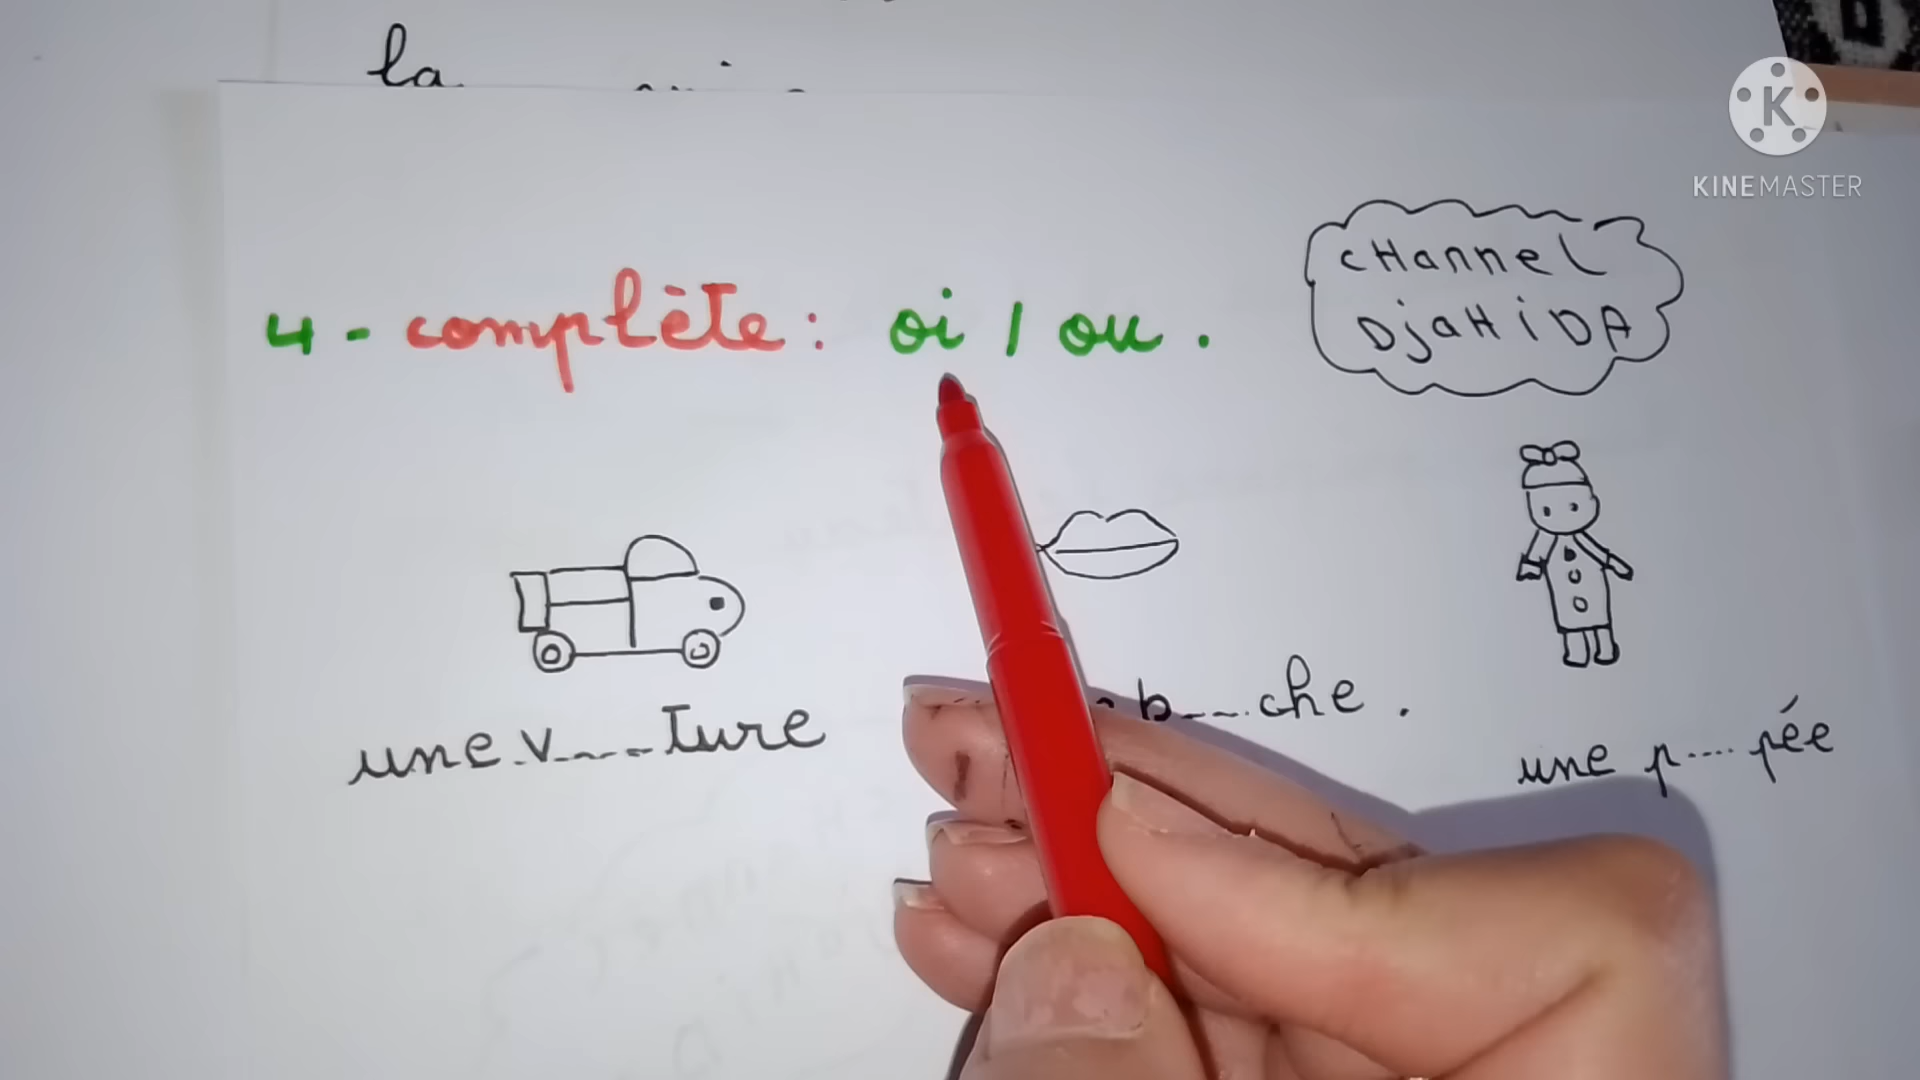 la
KINEMASTER
cHannel
DjaHiDA
4 - complète : oi / ou .
une v....ture
b....che .
une p....pée